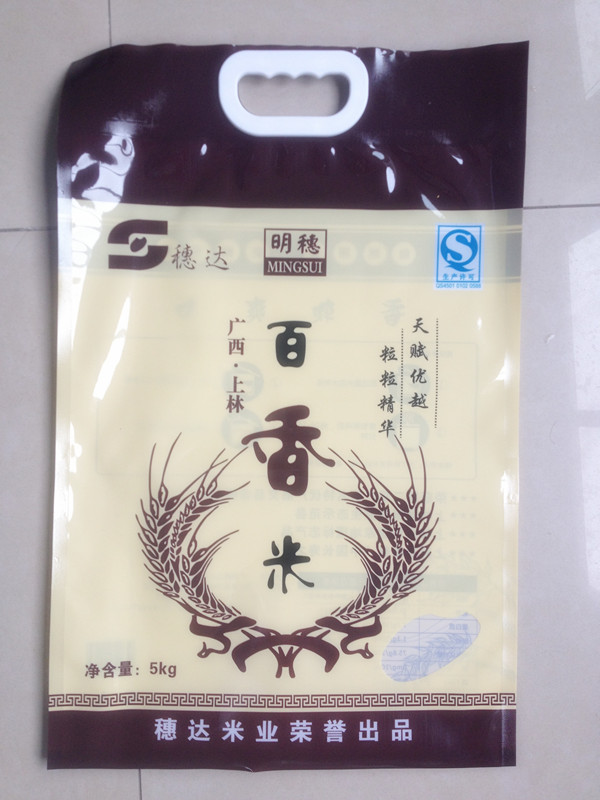 穗达
明穗
MINGSUI
生产许可
广西·上林
百香米
天赋优越
粒粒精华
净含量：5kg
穗达米业荣誉出品